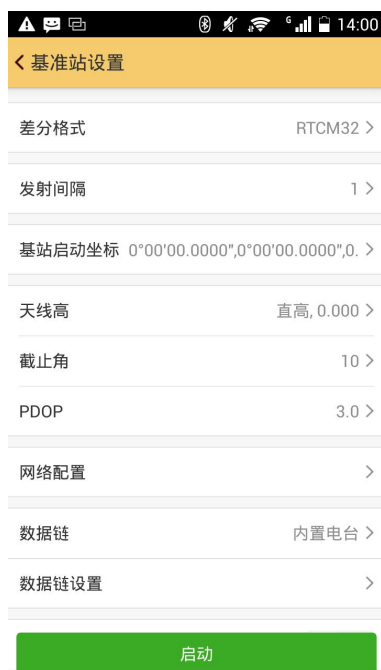 G 14:00
基准站设置
差分格式 RTCM32
发射间隔 1
基站启动坐标 0°00'00.0000",0°00'00.0000",0.
天线高 直高, 0.000
截止角 10
PDOP 3.0
网络配置
数据链 内置电台
数据链设置
启动